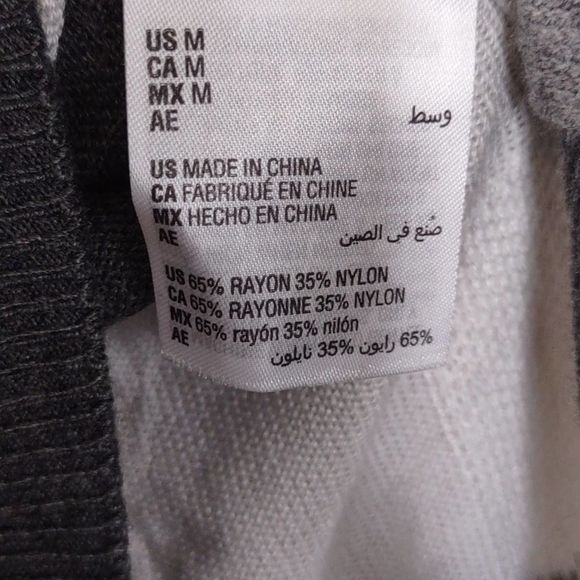 US M
CA M
MX M
AE وسط
US MADE IN CHINA
CA FABRIQUÉ EN CHINE
MX HECHO EN CHINA
AE صُنع فى الصين
US 65% RAYON 35% NYLON
CA 65% RAYONNE 35% NYLON
MX 65% rayón 35% nilón
AE 65% رايون 35% نايلون